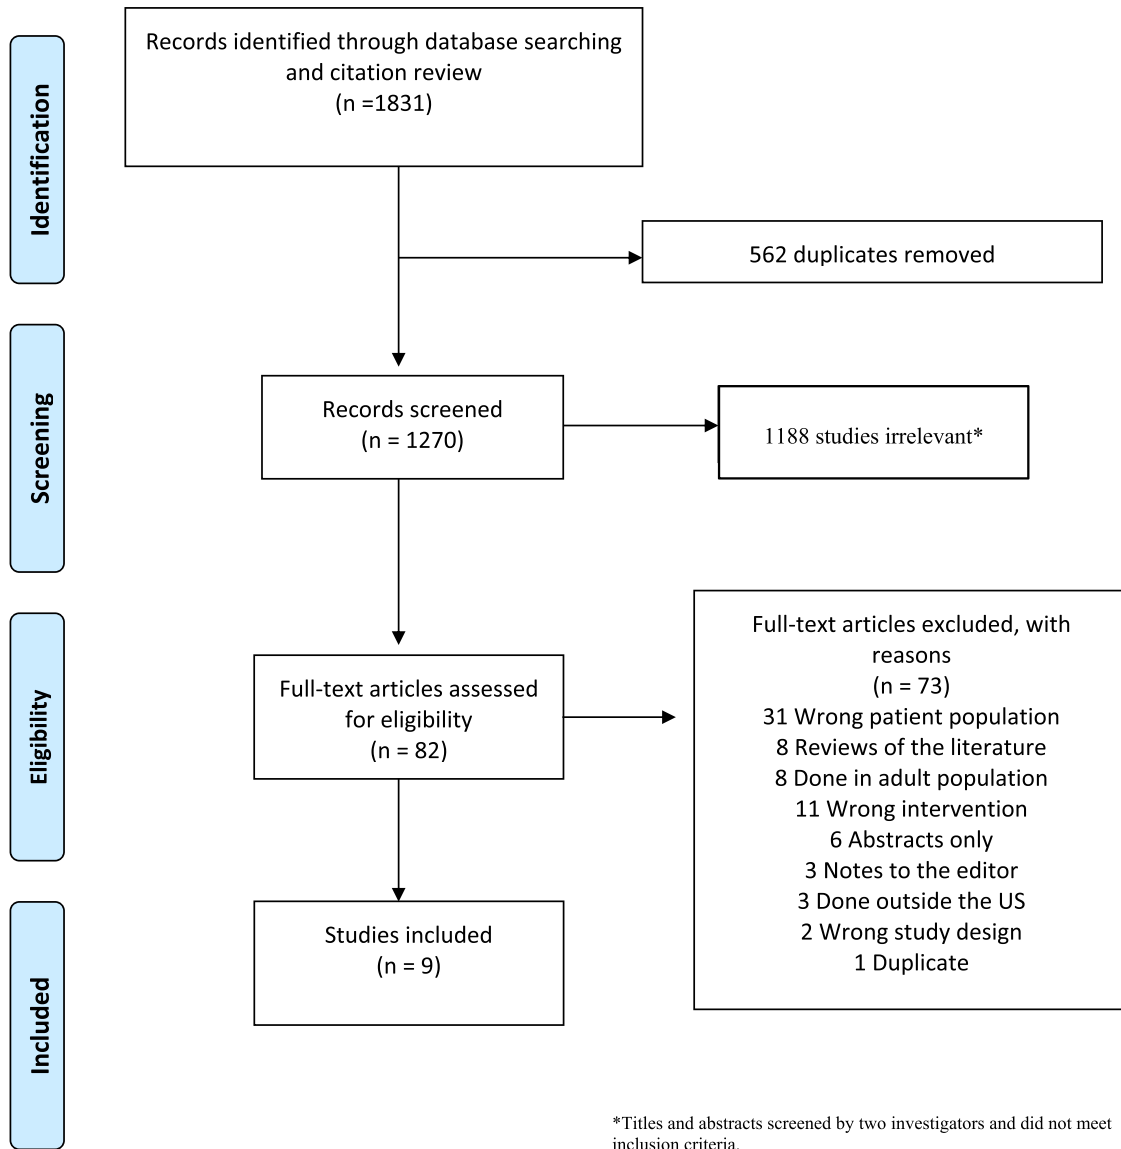 Identification
Records identified through database searching
and citation review
(n =1831)
562 duplicates removed
Screening
Records screened
(n = 1270)
1188 studies irrelevant*
Eligibility
Full-text articles assessed
for eligibility
(n = 82)
Full-text articles excluded, with
reasons
(n = 73)
31 Wrong patient population
8 Reviews of the literature
8 Done in adult population
11 Wrong intervention
6 Abstracts only
3 Notes to the editor
3 Done outside the US
2 Wrong study design
1 Duplicate
Included
Studies included
(n = 9)
*Titles and abstracts screened by two investigators and did not meet
inclusion criteria.